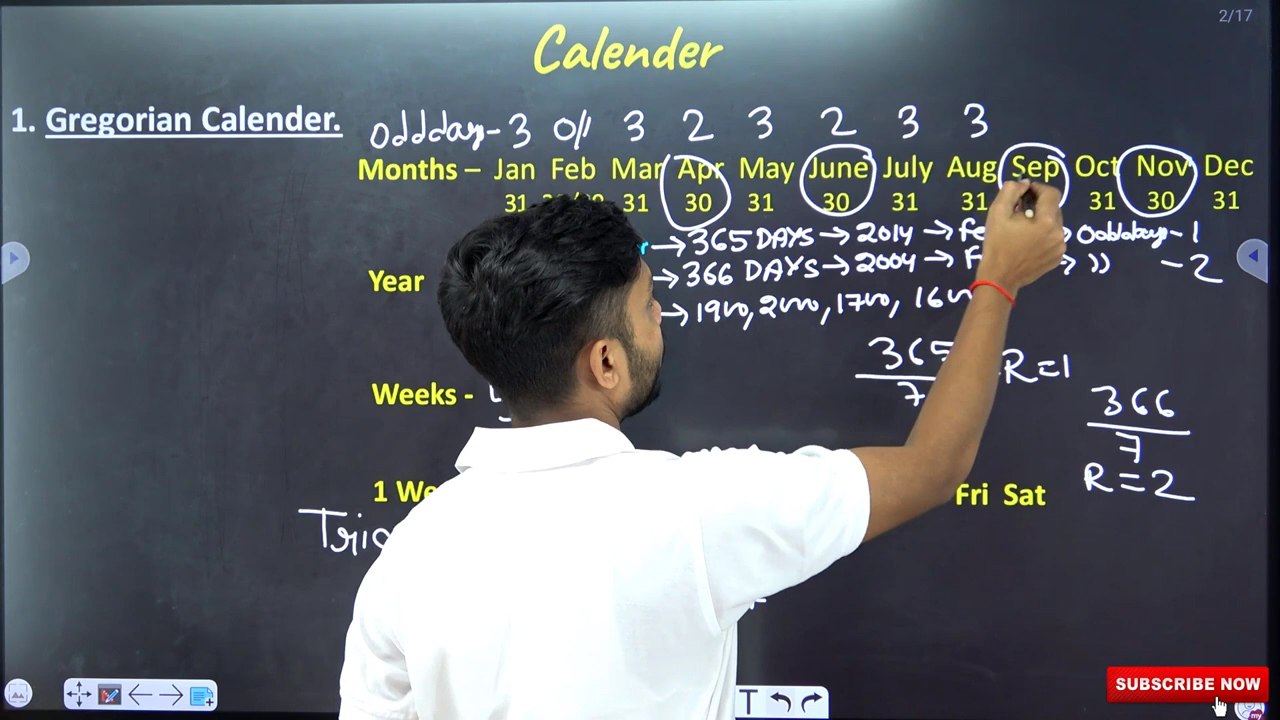 2/17
Calender
1. Gregorian Calender.
Oddday-3 0// 3 2 3 2 3 3
Months – Jan Feb Mar Apr May June July Aug Sep Oct Nov Dec
31 31 30 31 30 31 31 31 30 31
→ 365 DAYS → 2014 → Oddday - 1
Year → 366 DAYS → 2004 → F → )) - 2
→ 1900, 2000, 1700,
365
7
R=1
Weeks -
366
7
R=2
1 We
Fri Sat
T
SUBSCRIBE NOW